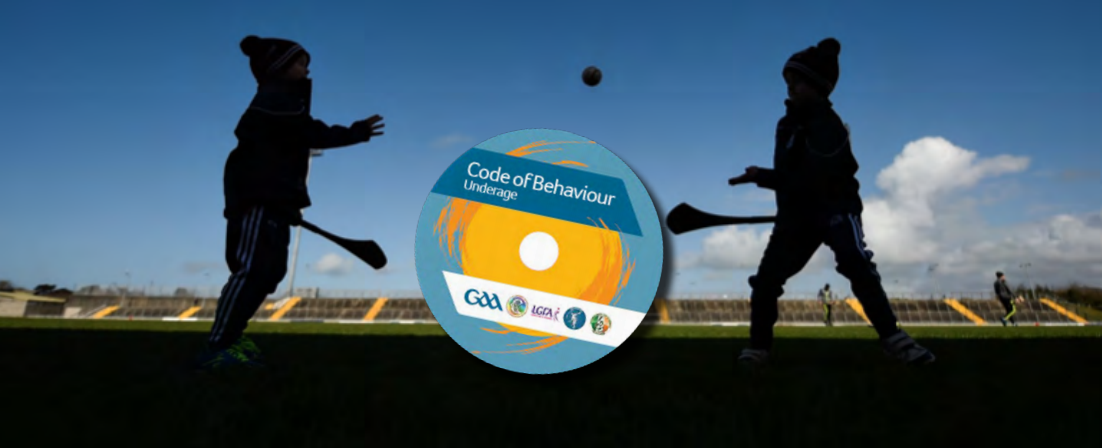 Code of Behaviour
Underage
GAA
LGFA